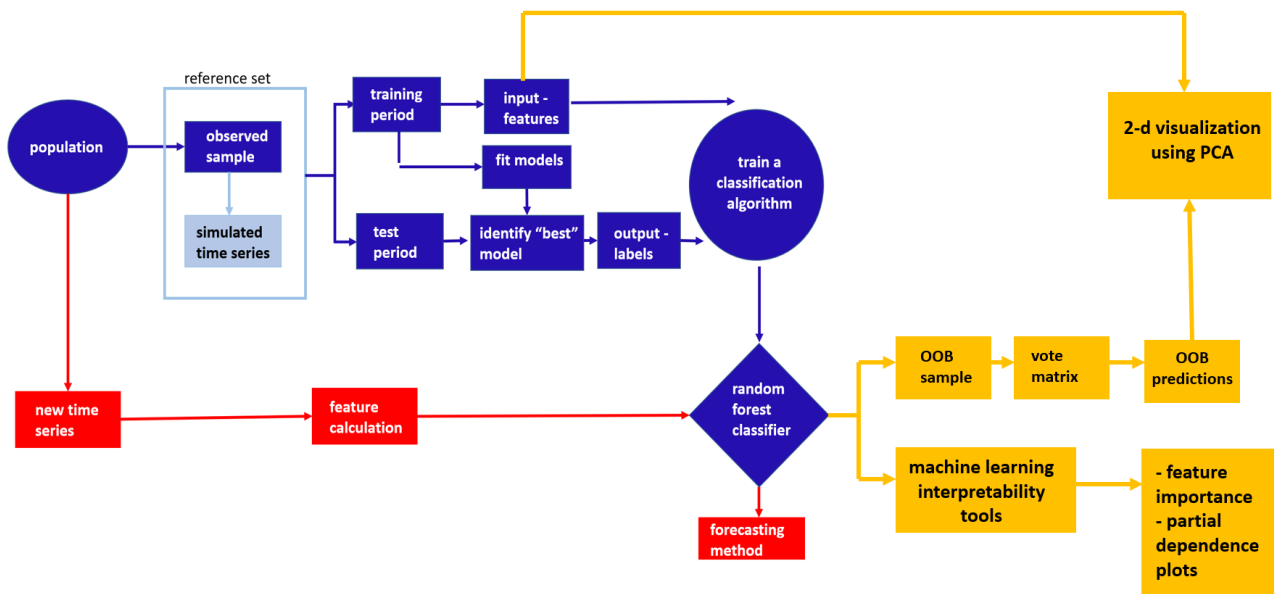 reference set
population
observed
sample
simulated
time series
training
period
input -
features
fit models
test
period
identify “best”
model
output -
labels
train a
classification
algorithm
2-d visualization
using PCA
new time
series
feature
calculation
random
forest
classifier
forecasting
method
OOB
sample
vote
matrix
OOB
predictions
machine learning
interpretability
tools
- feature
importance
- partial
dependence
plots